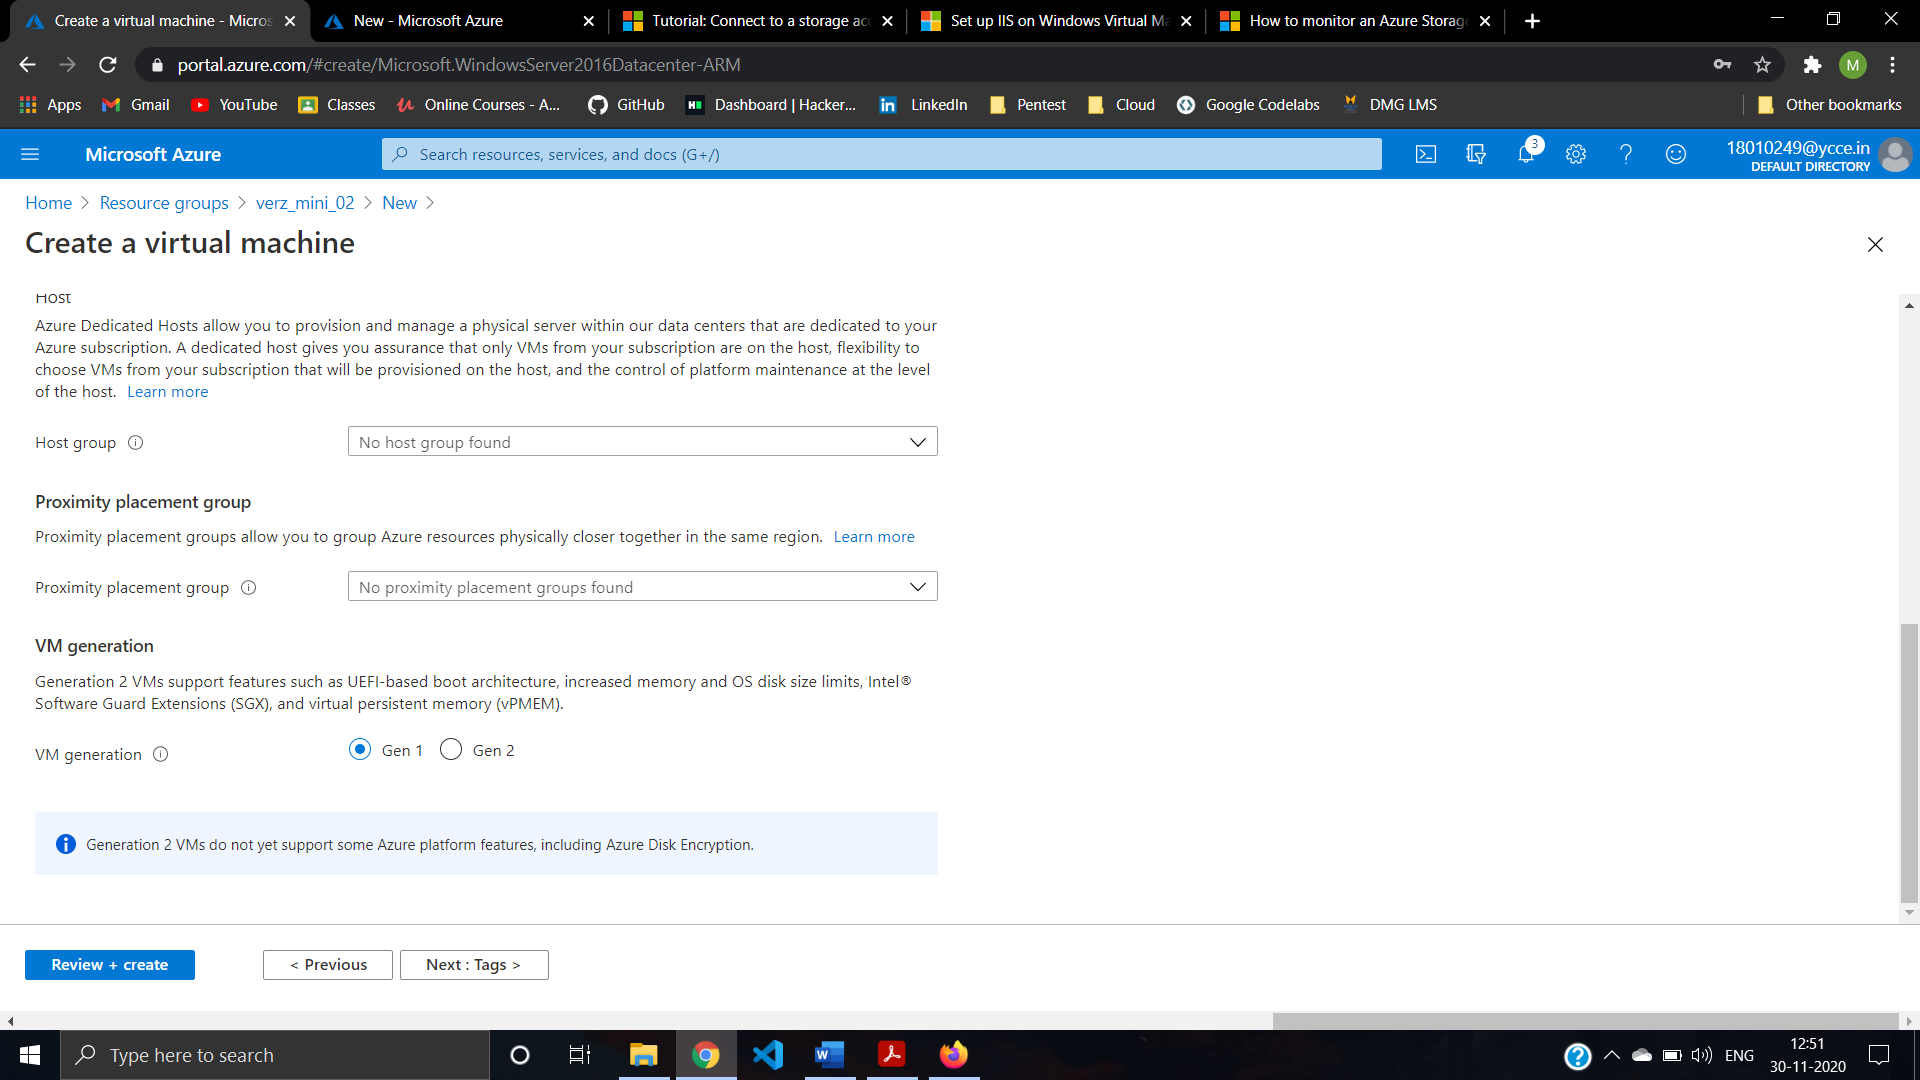 Create a virtual machine - Micros
New - Microsoft Azure
Tutorial: Connect to a storage acc
Set up IIS on Windows Virtual Ma
How to monitor an Azure Storage
portal.azure.com/#create/Microsoft.WindowsServer2016Datacenter-ARM
M
Apps
Gmail
YouTube
Classes
Online Courses - A...
GitHub
Dashboard | Hacker...
LinkedIn
Pentest
Cloud
Google Codelabs
DMG LMS
Other bookmarks
Microsoft Azure
Search resources, services, and docs (G+/)
3
18010249@ycce.in
DEFAULT DIRECTORY
Home > Resource groups > verz_mini_02 > New >
Create a virtual machine
Host
Azure Dedicated Hosts allow you to provision and manage a physical server within our data centers that are dedicated to your
Azure subscription. A dedicated host gives you assurance that only VMs from your subscription are on the host, flexibility to
choose VMs from your subscription that will be provisioned on the host, and the control of platform maintenance at the level
of the host. Learn more
Host group
No host group found
Proximity placement group
Proximity placement groups allow you to group Azure resources physically closer together in the same region. Learn more
Proximity placement group
No proximity placement groups found
VM generation
Generation 2 VMs support features such as UEFI-based boot architecture, increased memory and OS disk size limits, Intel®
Software Guard Extensions (SGX), and virtual persistent memory (vPMEM).
VM generation
Gen 1
Gen 2
Generation 2 VMs do not yet support some Azure platform features, including Azure Disk Encryption.
Review + create
< Previous
Next : Tags >
Type here to search
ENG
12:51
30-11-2020